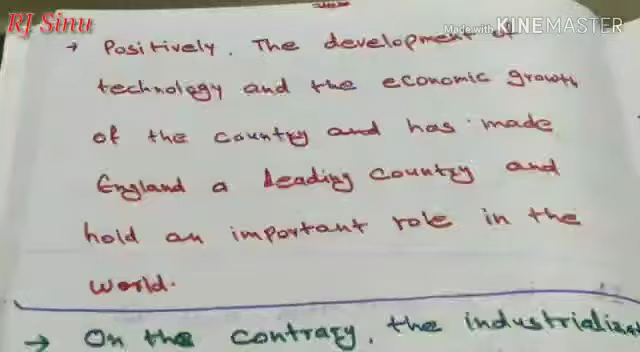 RJ Sinu
Made with KINEMASTER
→ Positively. The development of
technology and the economic growth
of the country and has made
England a leading country and
hold an important role in the
world.
→ On the contrary, the